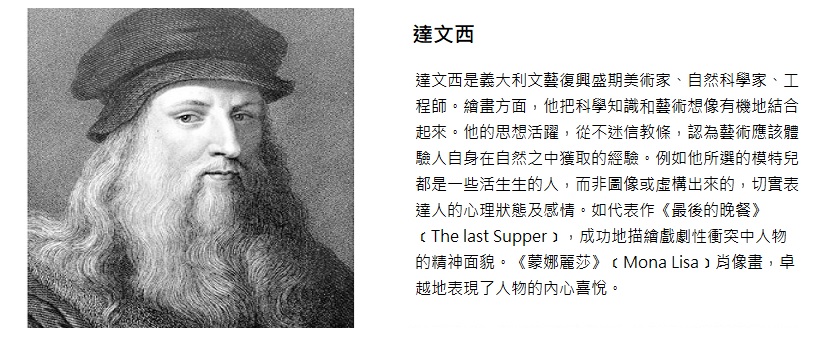 達文西
達文西是義大利文藝復興盛期美術家、自然科學家、工
程師。繪畫方面，他把科學知識和藝術想像有機地結合
起來。他的思想活躍，從不迷信教條，認為藝術應該體
驗人自身在自然之中獲取的經驗。例如他所選的模特兒
都是一些活生生的人，而非圖像或虛構出來的，切實表
達人的心理狀態及感情。如代表作《最後的晚餐》
﹝The last Supper﹞，成功地描繪戲劇性衝突中人物
的精神面貌。《蒙娜麗莎》﹝Mona Lisa﹞肖像畫，卓
越地表現了人物的內心喜悅。